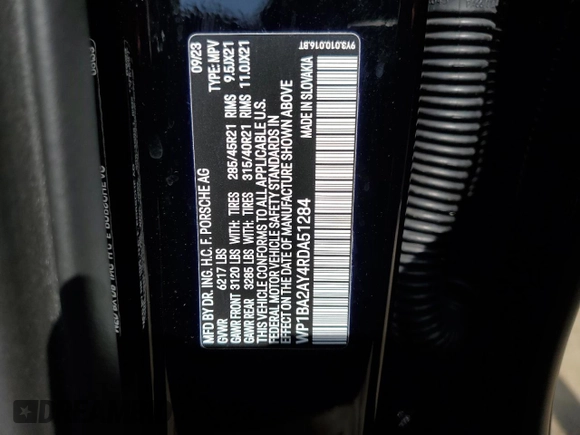 MFD BY DR. ING. H.C. F. PORSCHE AG 09/23
GVWR 6217 LBS TYPE: MPV
GAWR FRONT 3120 LBS WITH: TIRES 285/45R21 RIMS 9.5JX21
GAWR REAR 3285 LBS WITH: TIRES 315/40R21 RIMS 11.0JX21
THIS VEHICLE CONFORMS TO ALL APPLICABLE U.S.
FEDERAL MOTOR VEHICLE SAFETY STANDARDS IN
EFFECT ON THE DATE OF MANUFACTURE SHOWN ABOVE
WP1BA2AY4RDA51284 MADE IN SLOVAKIA
9Y3.010.016.BT